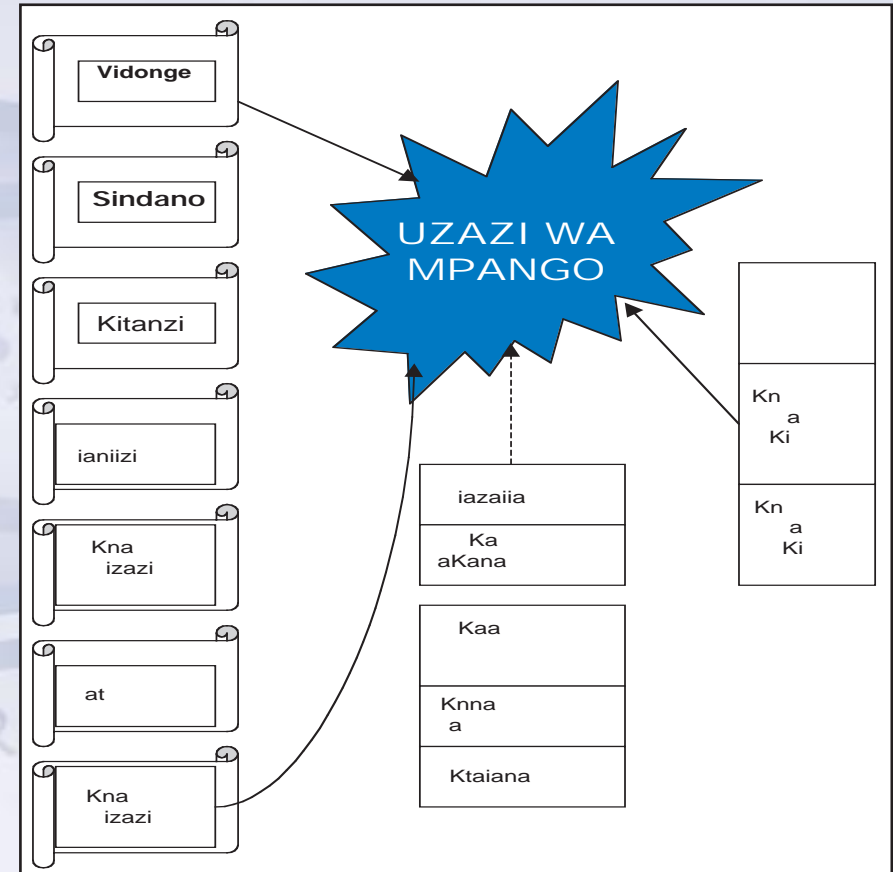 Vidonge
Sindano
Kitanzi
ianiizi
Kna
izazi
at
Kna
izazi
UZAZI WA
MPANGO
iazaiia
Ka
aKana
Kaa
Knna
a
Ktaiana
Kn
a
Ki
Kn
a
Ki